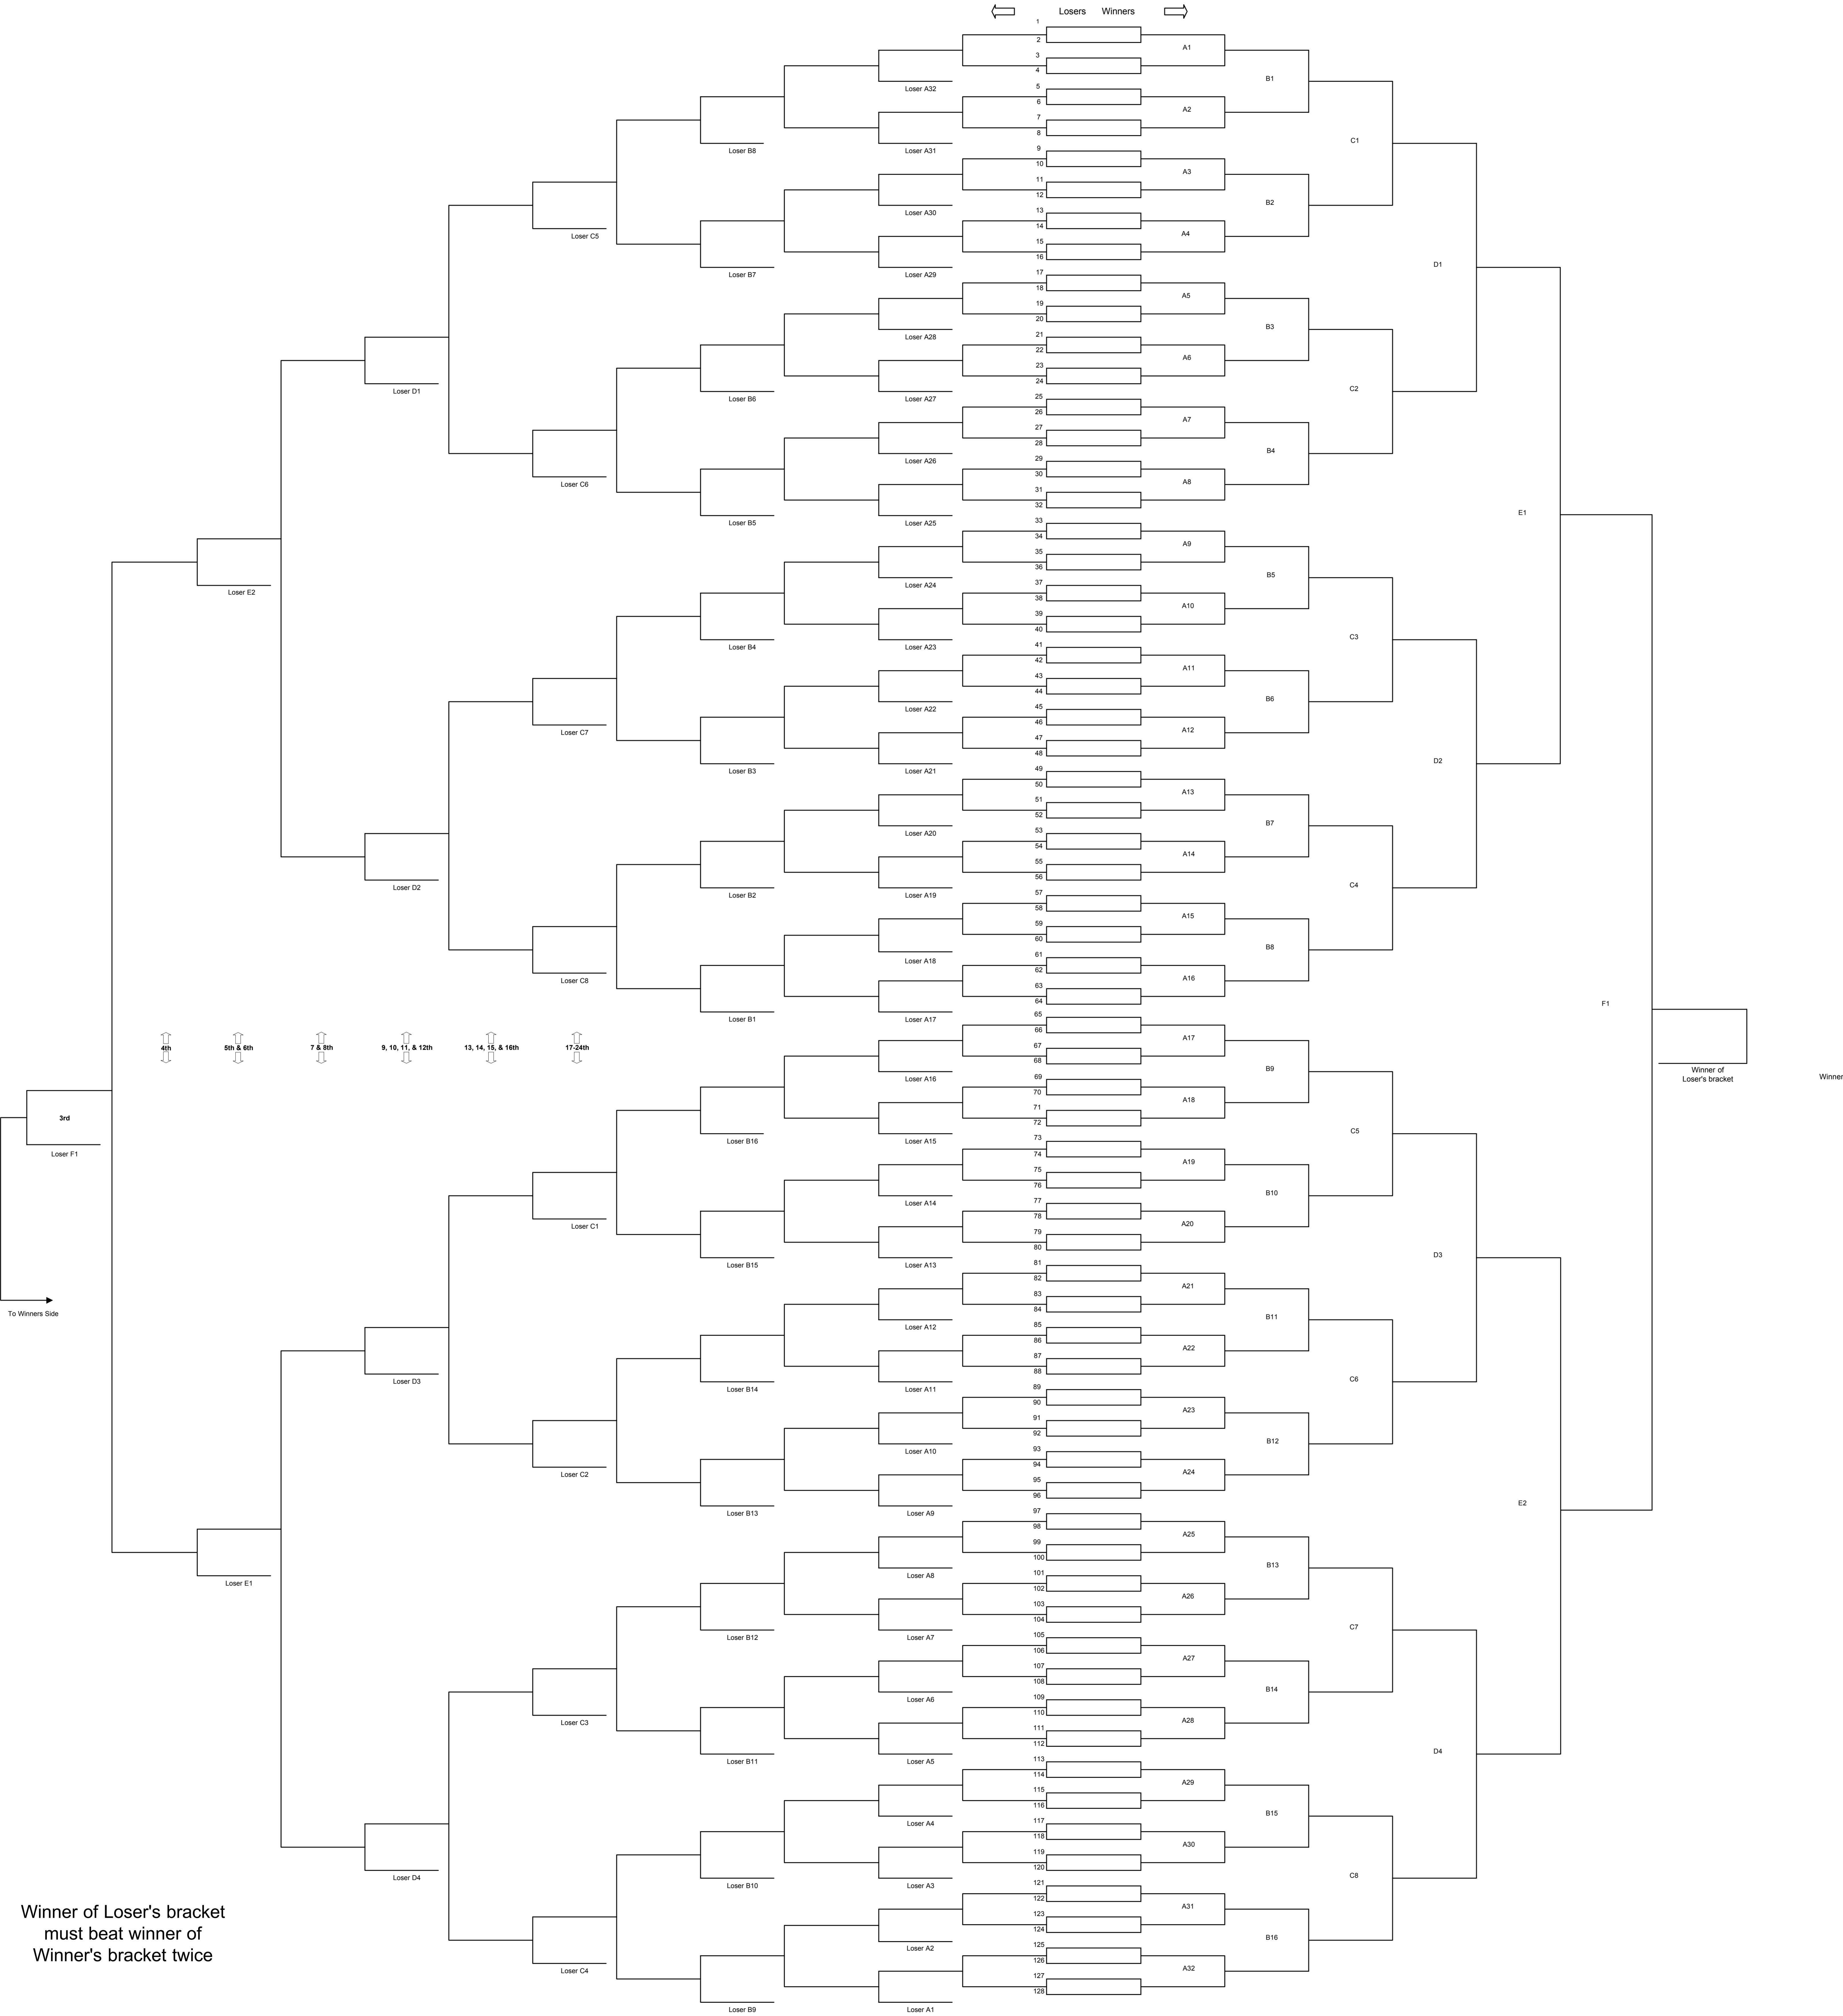 Losers Winners
1
2
3
4
5
6
7
8
9
10
11
12
13
14
15
16
17
18
19
20
21
22
23
24
25
26
27
28
29
30
31
32
33
34
35
36
37
38
39
40
41
42
43
44
45
46
47
48
49
50
51
52
53
54
55
56
57
58
59
60
61
62
63
64
65
66
67
68
69
70
71
72
73
74
75
76
77
78
79
80
81
82
83
84
85
86
87
88
89
90
91
92
93
94
95
96
97
98
99
100
101
102
103
104
105
106
107
108
109
110
111
112
113
114
115
116
117
118
119
120
121
122
123
124
125
126
127
128
A1
A2
A3
A4
A5
A6
A7
A8
A9
A10
A11
A12
A13
A14
A15
A16
A17
A18
A19
A20
A21
A22
A23
A24
A25
A26
A27
A28
A29
A30
A31
A32
B1
B2
B3
B4
B5
B6
B7
B8
B9
B10
B11
B12
B13
B14
B15
B16
C1
C2
C3
C4
C5
C6
C7
C8
D1
D2
D3
D4
E1
E2
F1
Winner of
Loser's bracket
Winner
Loser A32
Loser A31
Loser A30
Loser A29
Loser A28
Loser A27
Loser A26
Loser A25
Loser A24
Loser A23
Loser A22
Loser A21
Loser A20
Loser A19
Loser A18
Loser A17
Loser A16
Loser A15
Loser A14
Loser A13
Loser A12
Loser A11
Loser A10
Loser A9
Loser A8
Loser A7
Loser A6
Loser A5
Loser A4
Loser A3
Loser A2
Loser A1
Loser B8
Loser B7
Loser B6
Loser B5
Loser B4
Loser B3
Loser B2
Loser B1
Loser B16
Loser B15
Loser B14
Loser B13
Loser B12
Loser B11
Loser B10
Loser B9
Loser C5
Loser C6
Loser C7
Loser C8
Loser C1
Loser C2
Loser C3
Loser C4
Loser D1
Loser D2
Loser D3
Loser D4
Loser E2
Loser E1
4th 5th & 6th 7 & 8th 9, 10, 11, & 12th 13, 14, 15, & 16th 17-24th
3rd
Loser F1
To Winners Side
Winner of Loser's bracket
must beat winner of
Winner's bracket twice